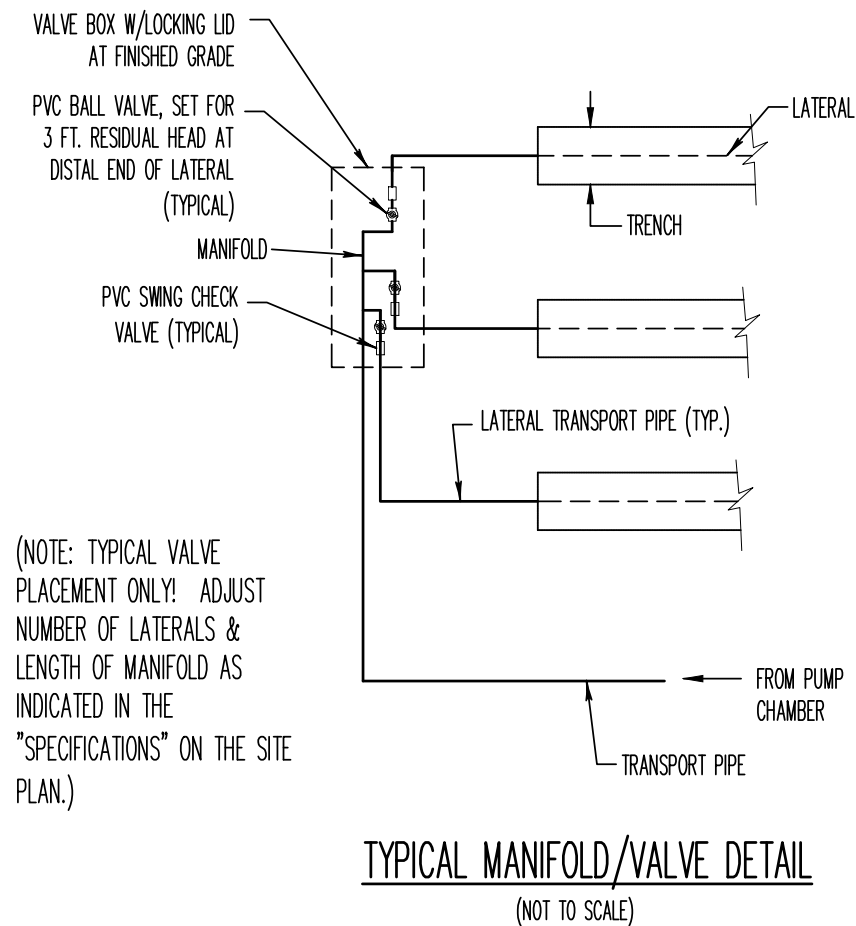 VALVE BOX W/LOCKING LID
AT FINISHED GRADE
PVC BALL VALVE, SET FOR
3 FT. RESIDUAL HEAD AT
DISTAL END OF LATERAL
(TYPICAL)
MANIFOLD
PVC SWING CHECK
VALVE (TYPICAL)
LATERAL
TRENCH
LATERAL TRANSPORT PIPE (TYP.)
(NOTE: TYPICAL VALVE
PLACEMENT ONLY! ADJUST
NUMBER OF LATERALS &
LENGTH OF MANIFOLD AS
INDICATED IN THE
"SPECIFICATIONS" ON THE SITE
PLAN.)
FROM PUMP
CHAMBER
TRANSPORT PIPE
TYPICAL MANIFOLD/VALVE DETAIL
(NOT TO SCALE)